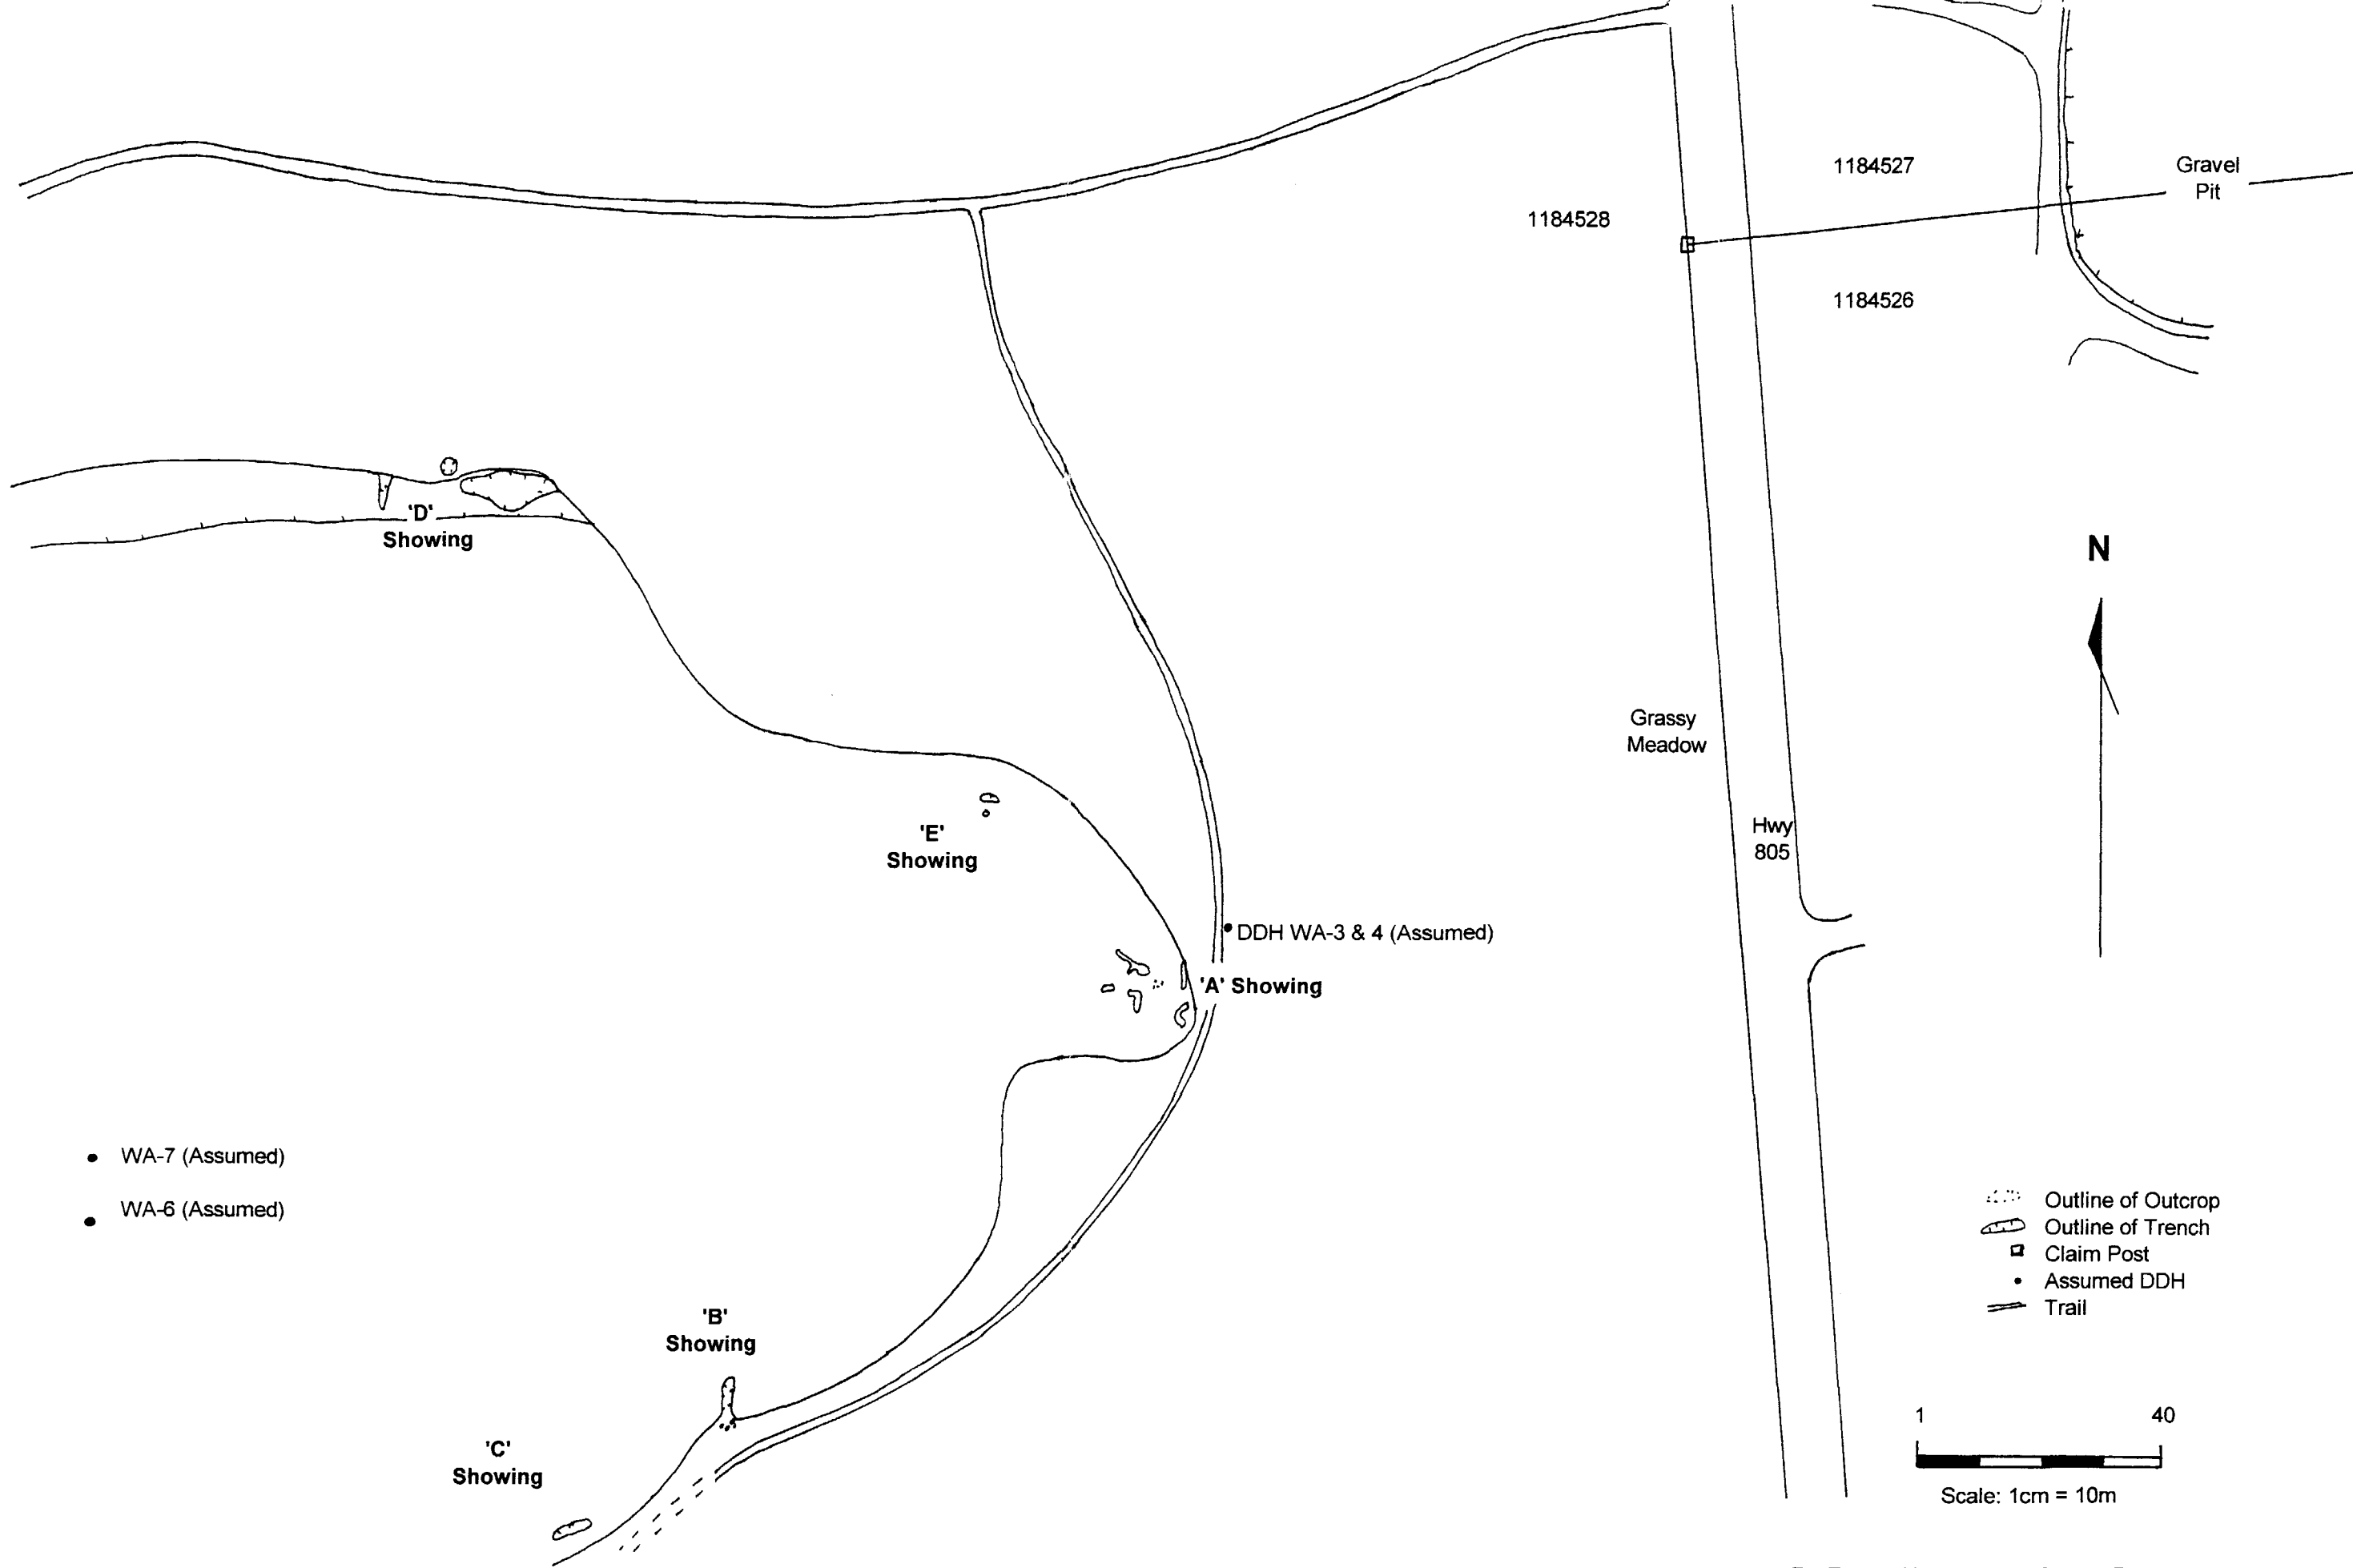 1184527
Gravel
Pit
1184528
1184526
'D'
Showing
N
Grassy
Meadow
Hwy
805
'E'
Showing
DDH WA-3 & 4 (Assumed)
'A' Showing
WA-7 (Assumed)
WA-6 (Assumed)
Outline of Outcrop
Outline of Trench
Claim Post
Assumed DDH
Trail
'B'
Showing
'C'
Showing
1 40
Scale: 1cm = 10m